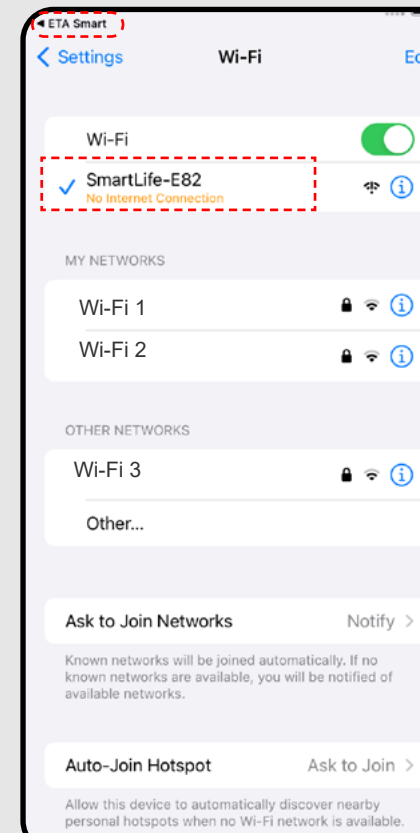 ETA Smart
Settings Wi-Fi Ed
Wi-Fi
SmartLife-E82
No Internet Connection
MY NETWORKS
Wi-Fi 1
Wi-Fi 2
OTHER NETWORKS
Wi-Fi 3
Other...
Ask to Join Networks Notify
Known networks will be joined automatically. If no
known networks are available, you will be notified of
available networks.
Auto-Join Hotspot Ask to Join
Allow this device to automatically discover nearby
personal hotspots when no Wi-Fi network is available.